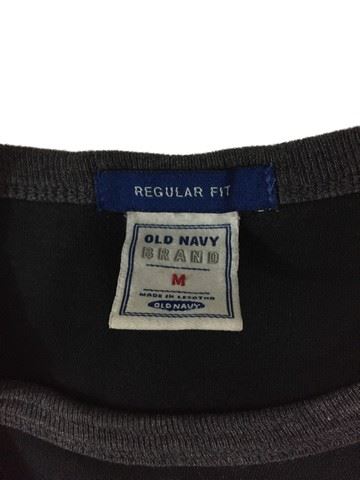 REGULAR FIT
OLD NAVY
BRAND
M
MADE IN LESOTHO
OLD NAVY